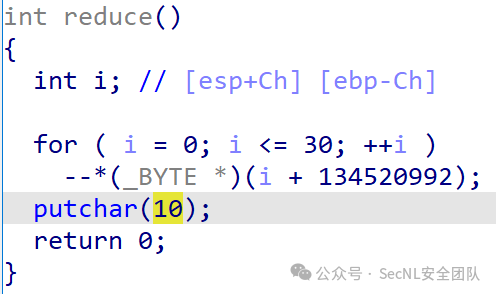 int reduce()
{
  int i; // [esp+Ch] [ebp-Ch]

  for ( i = 0; i <= 30; ++i )
    --*(_BYTE *)(i + 134520992);
  putchar(10);
  return 0;
}
公众号 · SecNL安全团队